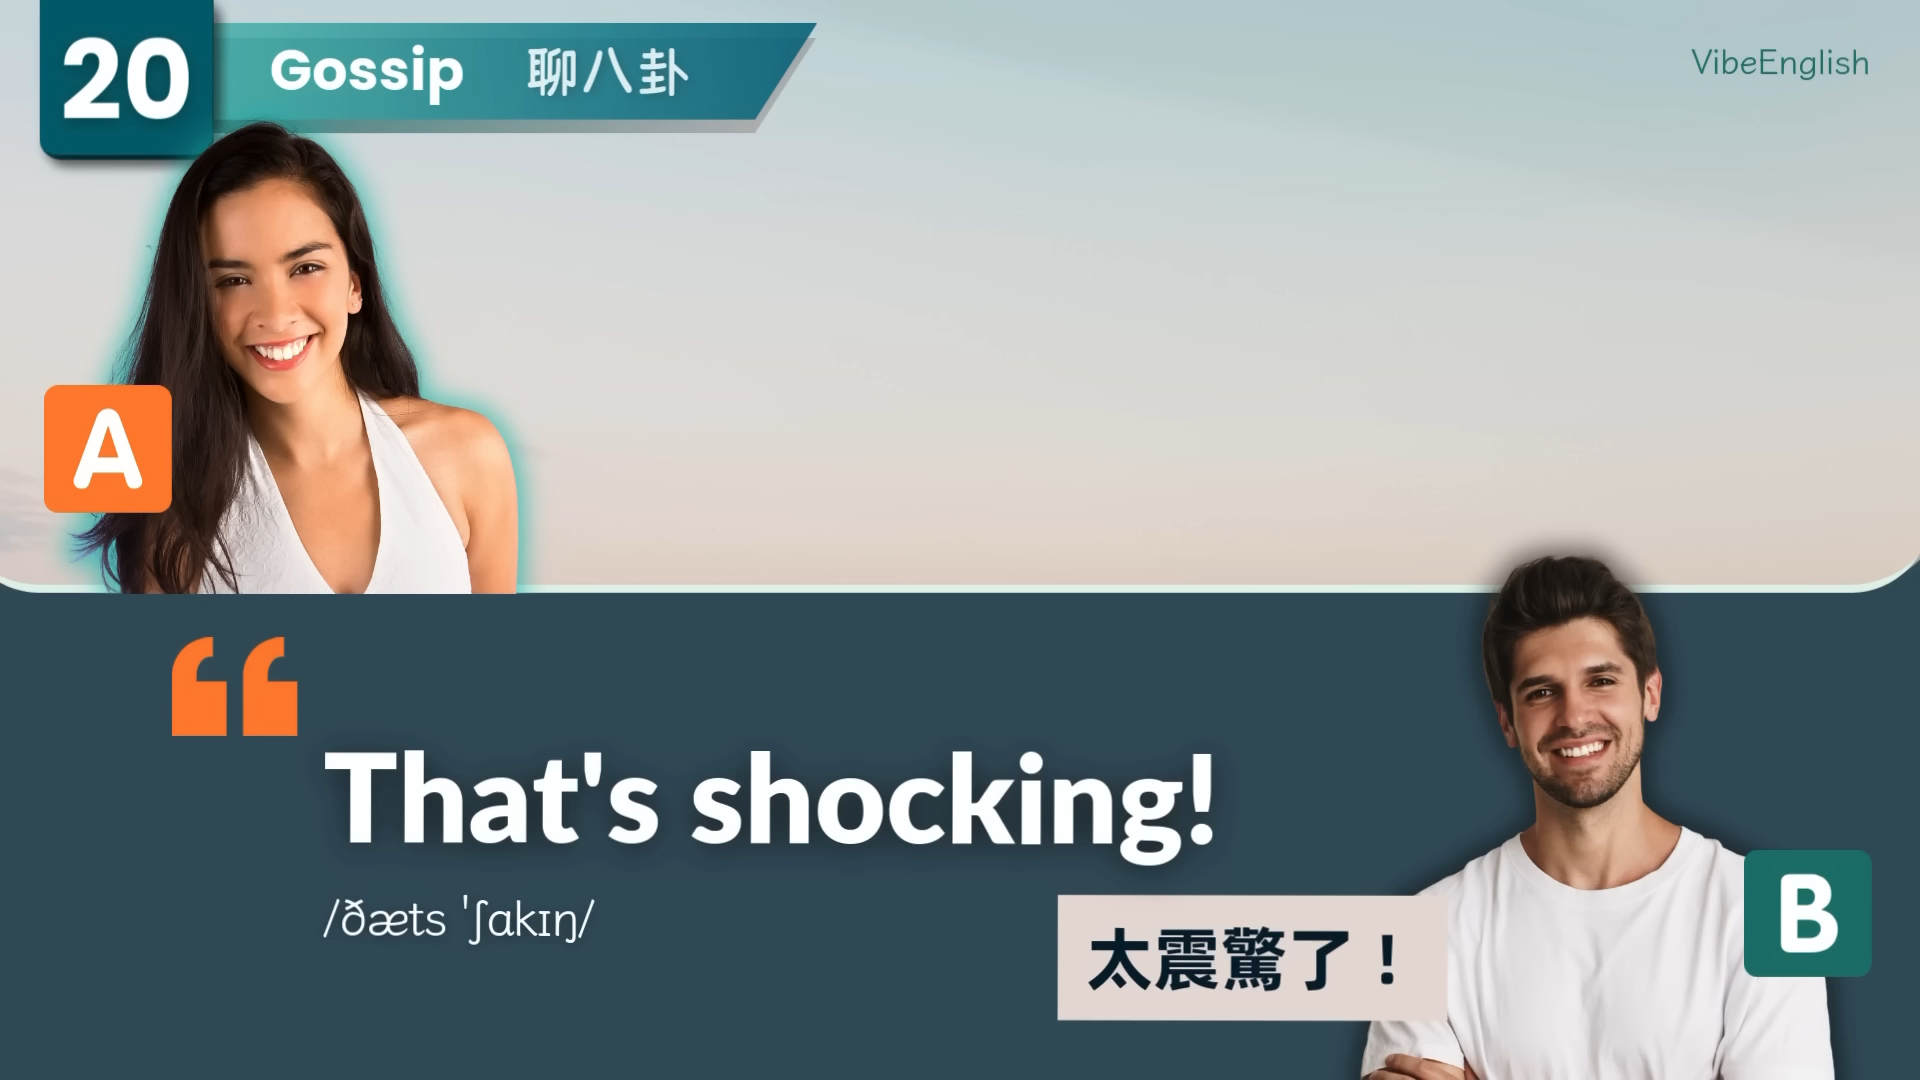 20
Gossip 聊八卦
VibeEnglish
A
“
That's shocking!
/ðæts ˈʃɑkɪŋ/
太震驚了！
B